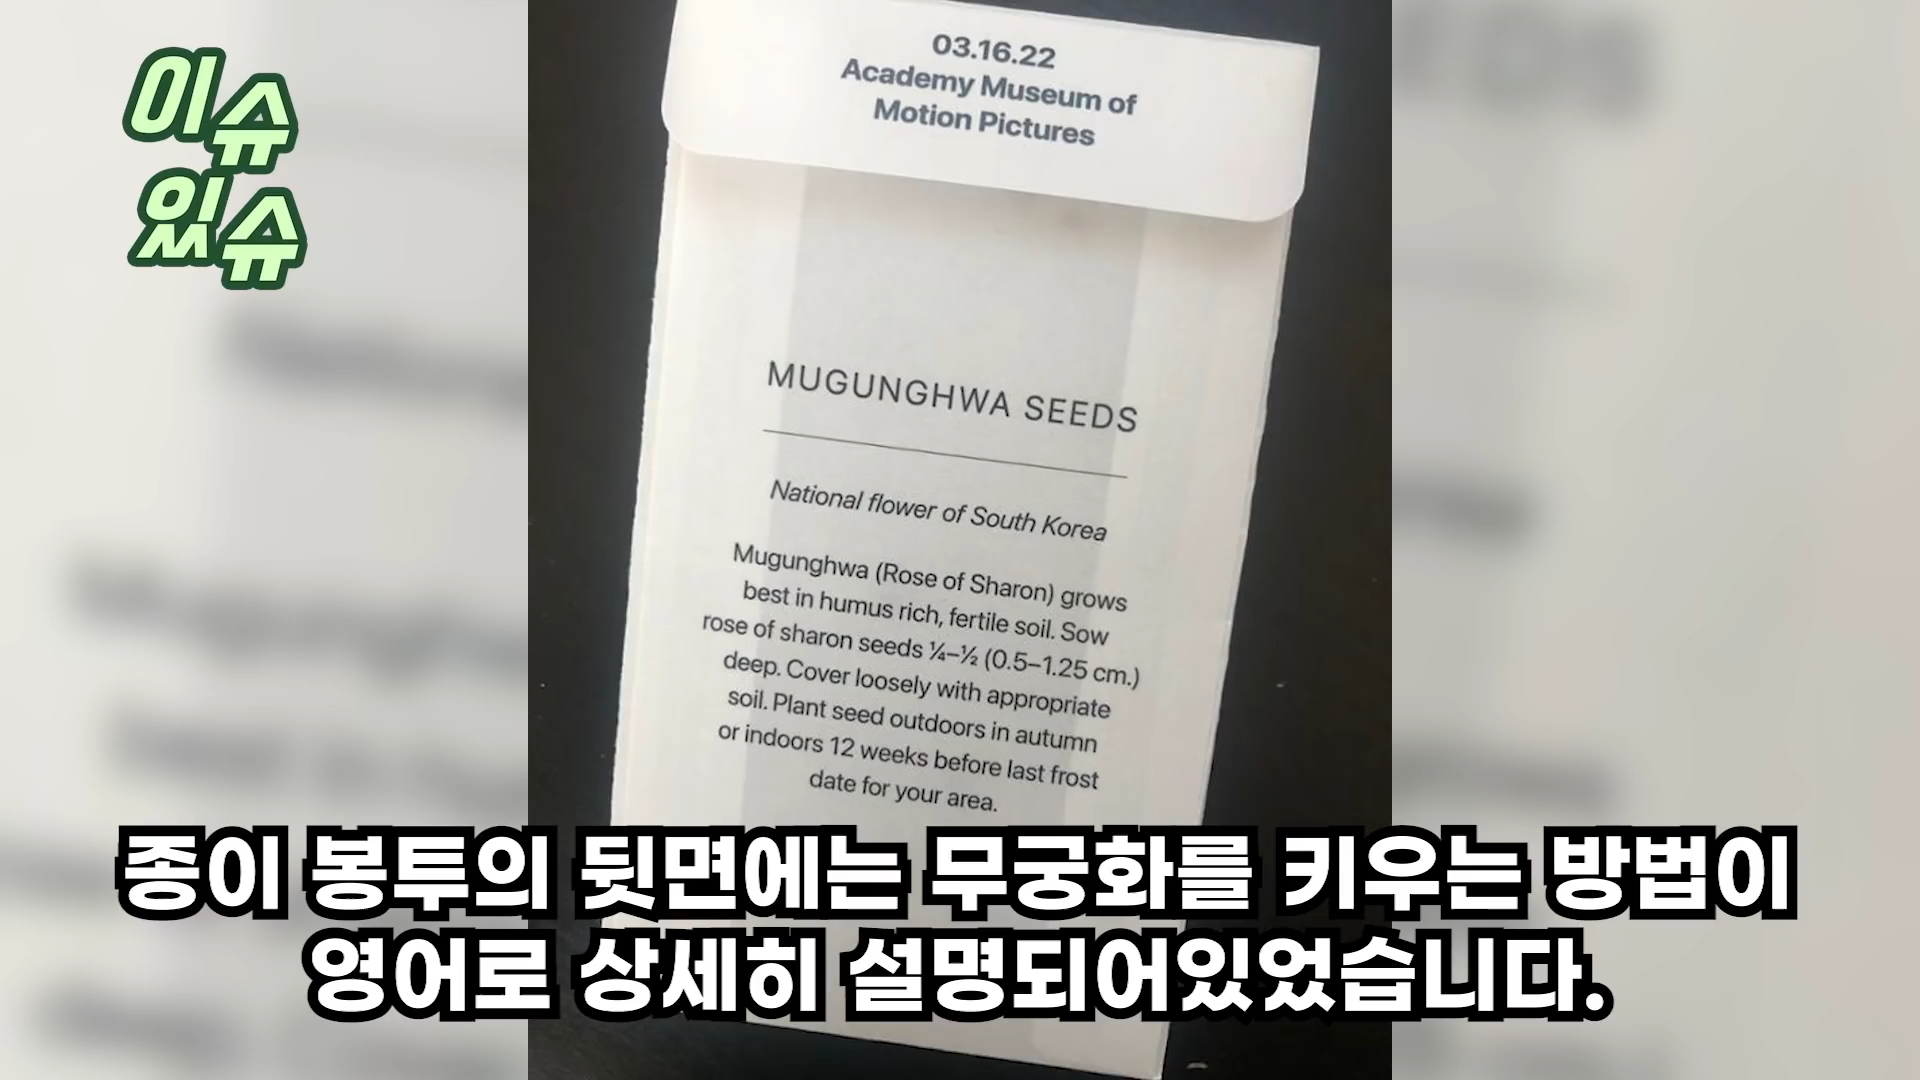 이슈
있슈
03.16.22
Academy Museum of
Motion Pictures
MUGUNGHWA SEEDS
National flower of South Korea
Mugunghwa (Rose of Sharon) grows
best in humus rich, fertile soil. Sow
rose of sharon seeds ¼–½ (0.5–1.25 cm.)
deep. Cover loosely with appropriate
soil. Plant seed outdoors in autumn
or indoors 12 weeks before last frost
date for your area.
종이 봉투의 뒷면에는 무궁화를 키우는 방법이
영어로 상세히 설명되어있었습니다.